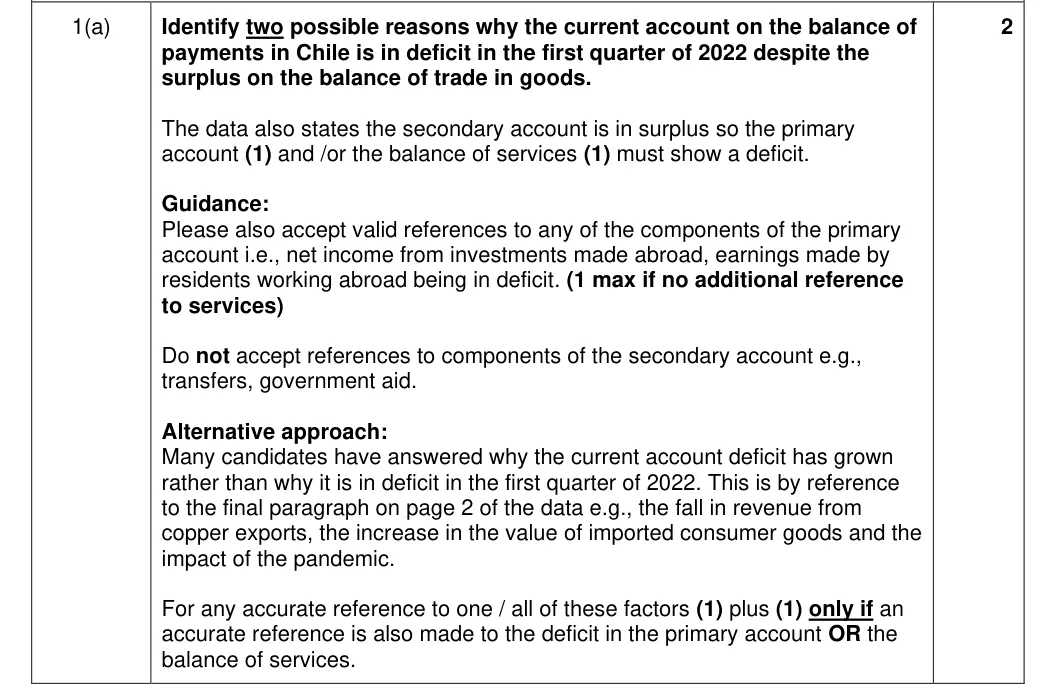 1(a)
Identify two possible reasons why the current account on the balance of
payments in Chile is in deficit in the first quarter of 2022 despite the
surplus on the balance of trade in goods.
2
The data also states the secondary account is in surplus so the primary
account (1) and /or the balance of services (1) must show a deficit.
Guidance:
Please also accept valid references to any of the components of the primary
account i.e., net income from investments made abroad, earnings made by
residents working abroad being in deficit. (1 max if no additional reference
to services)
Do not accept references to components of the secondary account e.g.,
transfers, government aid.
Alternative approach:
Many candidates have answered why the current account deficit has grown
rather than why it is in deficit in the first quarter of 2022. This is by reference
to the final paragraph on page 2 of the data e.g., the fall in revenue from
copper exports, the increase in the value of imported consumer goods and the
impact of the pandemic.
For any accurate reference to one / all of these factors (1) plus (1) only if an
accurate reference is also made to the deficit in the primary account OR the
balance of services.